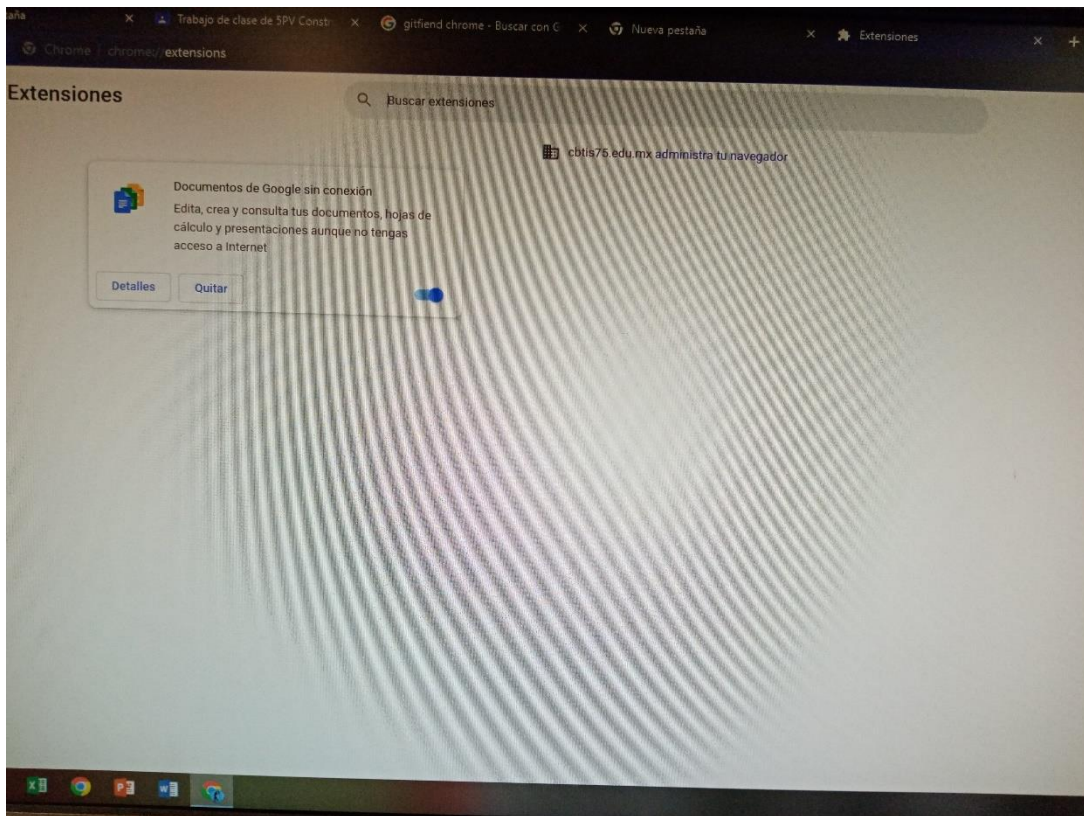 taña
Trabajo de clase de 5PV Constr
gitfiend chrome - Buscar con G
Nueva pestaña
Extensiones
Chrome | chrome://extensions
Extensiones
Buscar extensiones
cbtis75.edu.mx administra tu navegador
Documentos de Google sin conexión
Edita, crea y consulta tus documentos, hojas de
cálculo y presentaciones aunque no tengas
acceso a Internet
Detalles
Quitar